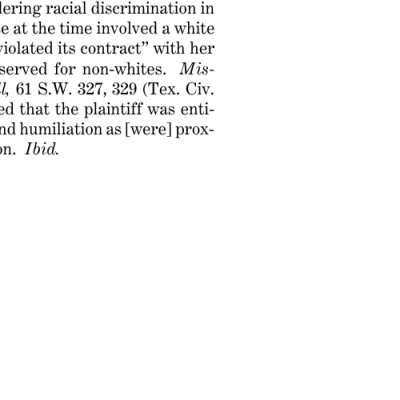 ering racial discrimination in
e at the time involved a white
violated its contract” with her
served for non-whites. Mis-
l, 61 S.W. 327, 329 (Tex. Civ.
ed that the plaintiff was enti-
nd humiliation as [were] prox-
on. Ibid.